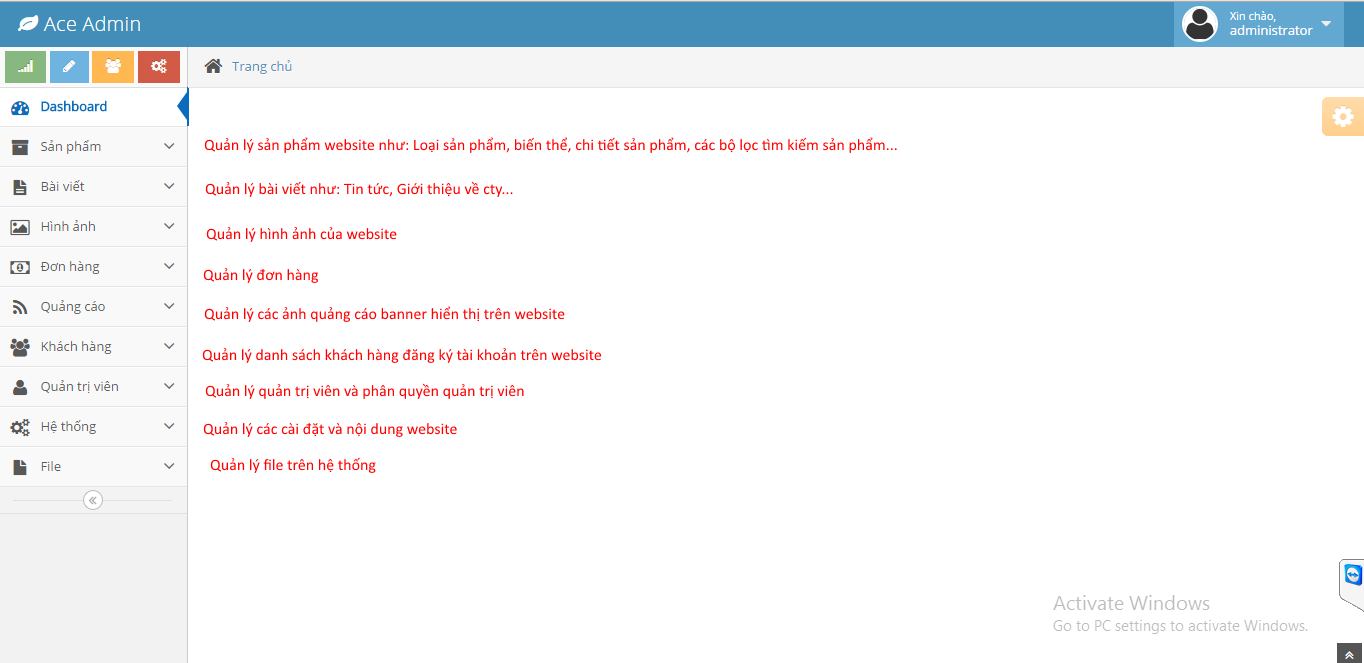 Ace Admin
Xin chào,
administrator
Trang chủ
Dashboard
Sản phẩm
Quản lý sản phẩm website như: Loại sản phẩm, biến thể, chi tiết sản phẩm, các bộ lọc tìm kiếm sản phẩm...
Bài viết
Quản lý bài viết như: Tin tức, Giới thiệu về cty...
Hình ảnh
Quản lý hình ảnh của website
Đơn hàng
Quản lý đơn hàng
Quảng cáo
Quản lý các ảnh quảng cáo banner hiển thị trên website
Khách hàng
Quản lý danh sách khách hàng đăng ký tài khoản trên website
Quản trị viên
Quản lý quản trị viên và phân quyền quản trị viên
Hệ thống
Quản lý các cài đặt và nội dung website
File
Quản lý file trên hệ thống
Activate Windows
Go to PC settings to activate Windows.